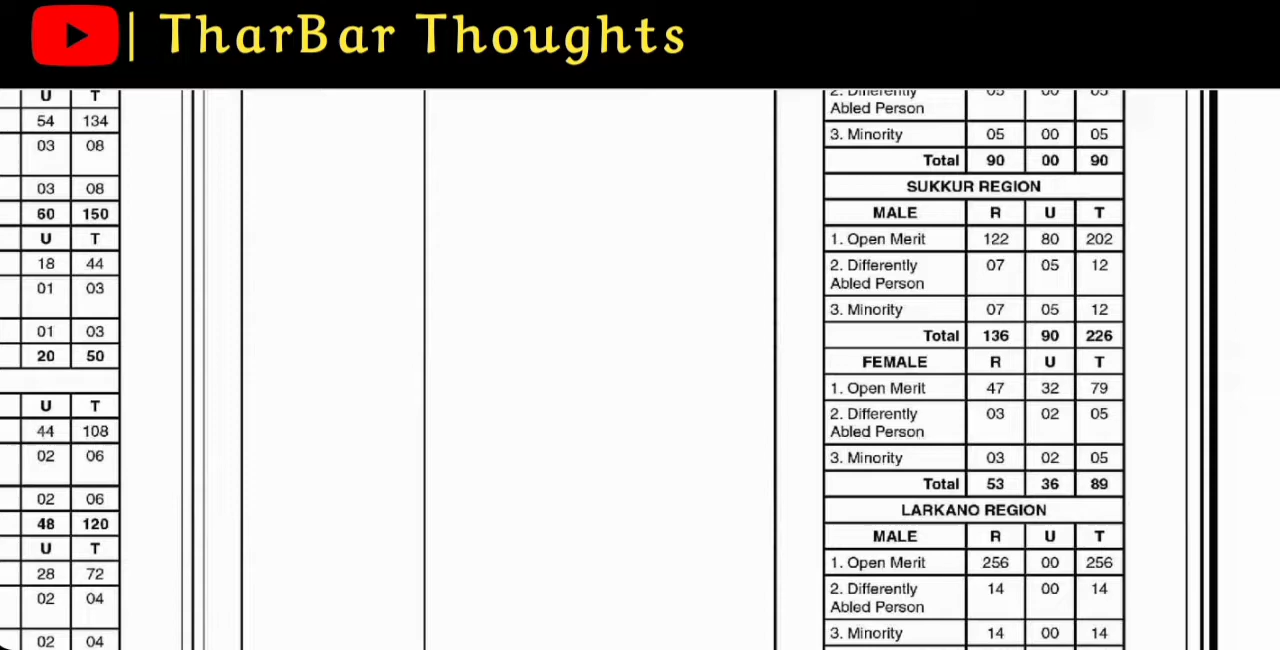 | TharBar Thoughts
U T
54 134
03 08
03 08
60 150
U T
18 44
01 03
01 03
20 50
U T
44 108
02 06
02 06
48 120
U T
28 72
02 04
02 04
2. Differently 05 00 05
Abled Person
3. Minority 05 00 05
Total 90 00 90
SUKKUR REGION
MALE R U T
1. Open Merit 122 80 202
2. Differently 07 05 12
Abled Person
3. Minority 07 05 12
Total 136 90 226
FEMALE R U T
1. Open Merit 47 32 79
2. Differently 03 02 05
Abled Person
3. Minority 03 02 05
Total 53 36 89
LARKANO REGION
MALE R U T
1. Open Merit 256 00 256
2. Differently 14 00 14
Abled Person
3. Minority 14 00 14